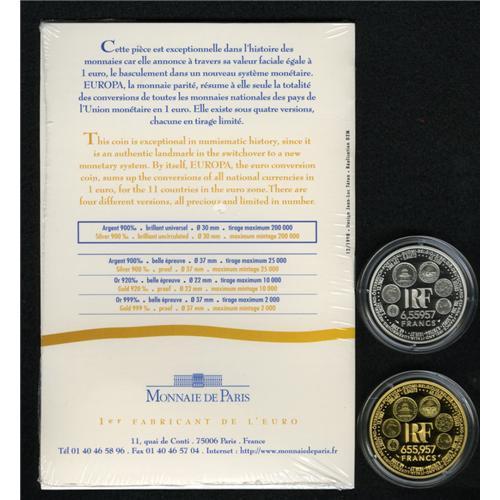 Cette pièce est exceptionnelle dans l'histoire des
monnaies car elle annonce à travers sa valeur faciale égale à
1 euro, le basculement dans un nouveau système monétaire.
EUROPA, la monnaie parité, résume à elle seule la totalité
des conversions de toutes les monnaies nationales des pays de
l'Union monétaire en 1 euro. Elle existe sous quatre versions,
chacune en tirage limité.
This coin is exceptional in numismatic history, since it
is an authentic landmark in the switchover to a new
monetary system. By itself, EUROPA, the euro conversion
coin, sums up the conversions of all national currencies in
1 euro, for the 11 countries in the euro zone. There are
four different versions, all precious and limited in number.
Argent 900‰ . brillant universel . Ø 30 mm . tirage maximum 200 000
Silver 900 ‰ . brilliant uncirculated . Ø 30 mm . maximum mintage 200 000
Argent 900‰ . belle épreuve . Ø 37 mm . tirage maximum 25 000
Silver 900 ‰ . proof . Ø 37 mm . maximum mintage 25 000
Or 920‰ . belle épreuve . Ø 22 mm . tirage maximum 10 000
Gold 920 ‰ . proof . Ø 22 mm . maximum mintage 10 000
Or 999‰ . belle épreuve . Ø 37 mm . tirage maximum 2 000
Gold 999 ‰ . proof . Ø 37 mm . maximum mintage 2 000
MONNAIE DE PARIS
1er FABRICANT DE L'EURO
11, quai de Conti . 75006 Paris . France
Tél 01 40 46 58 96 . Fax 01 40 46 57 04 . Internet : http://www.monnaiedeparis.fr
12/1998 - Design Jean-Luc Yaran - Réalisation DZN
RF
6,55957
FRANCS
RF
655,957
FRANCS